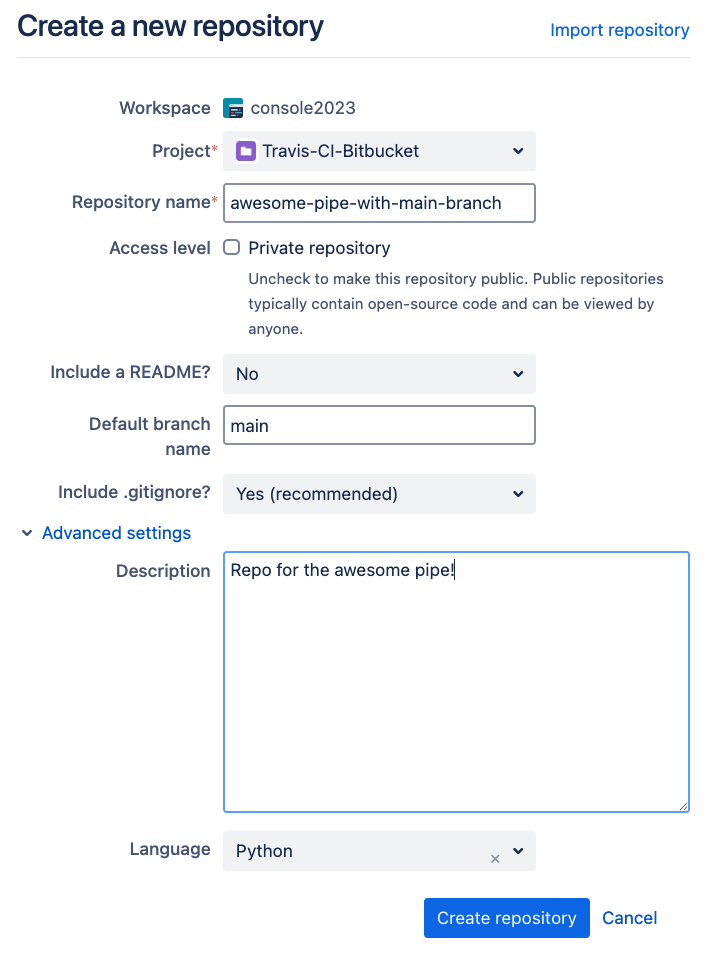 Create a new repository
Import repository
Workspace console2023
Project* Travis-CI-Bitbucket
Repository name* awesome-pipe-with-main-branch
Access level Private repository
Uncheck to make this repository public. Public repositories
typically contain open-source code and can be viewed by
anyone.
Include a README? No
Default branch
name
main
Include .gitignore? Yes (recommended)
Advanced settings
Description Repo for the awesome pipe!
Language Python
Create repository Cancel